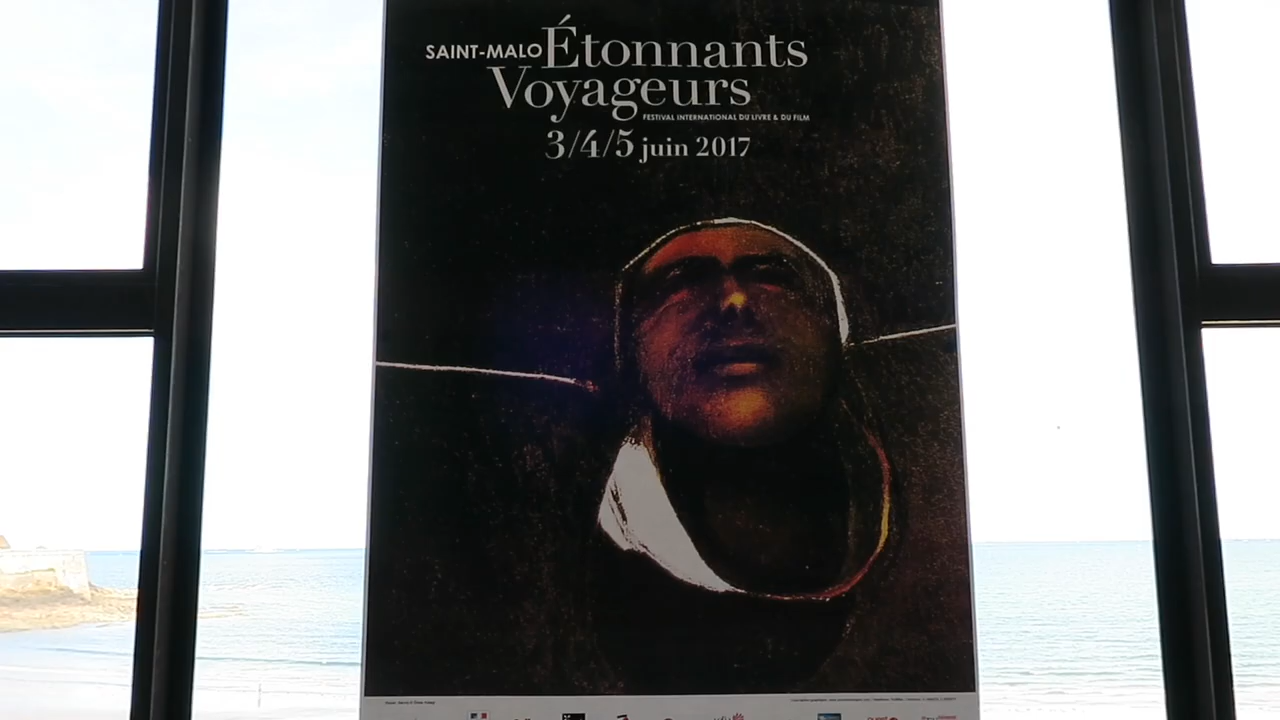 SAINT-MALO Étonnants
Voyageurs
FESTIVAL INTERNATIONAL DU LIVRE & DU FILM
3/4/5 juin 2017